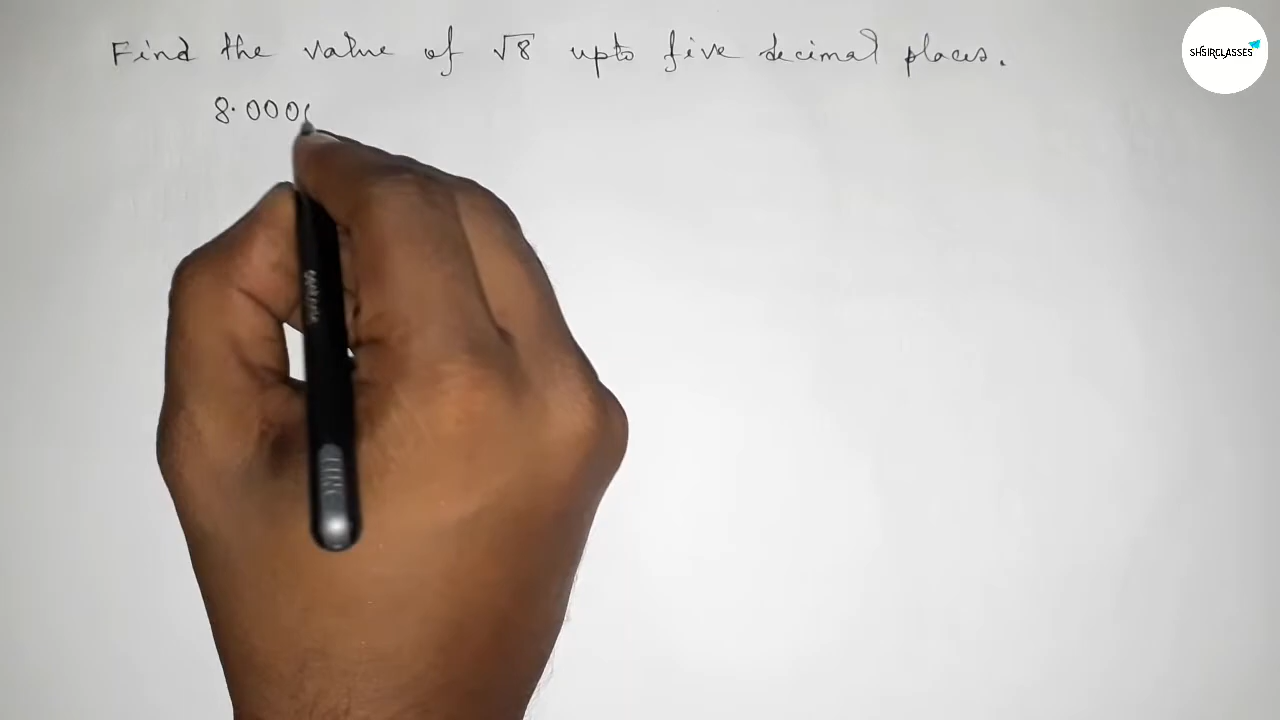 Find the value of √8 upto five decimal places.
SHSIRCLASSES
8.000